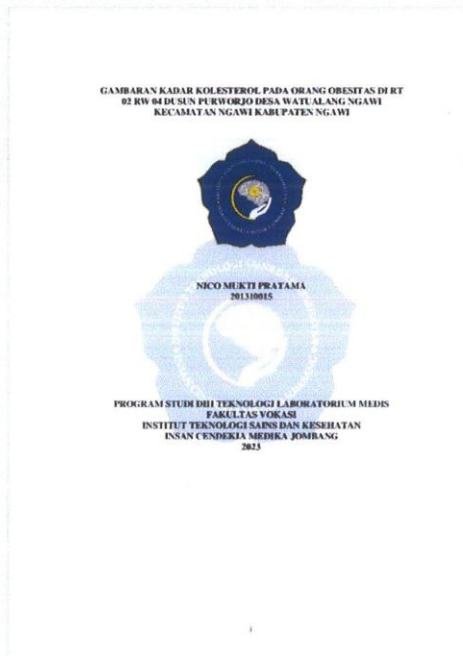 GAMBARAN KADAR KOLESTEROL PADA ORANG OBESITAS DI RT
02 RW 04 DUSUN PURWORJO DESA WATUALANG NGAWI
KECAMATAN NGAWI KABUPATEN NGAWI
NICO MUKTI PRATAMA
201310015
PROGRAM STUDI DIII TEKNOLOGI LABORATORIUM MEDIS
FAKULTAS VOKASI
INSTITUT TEKNOLOGI SAINS DAN KESEHATAN
INSAN CENDEKIA MEDIKA JOMBANG
2023
i